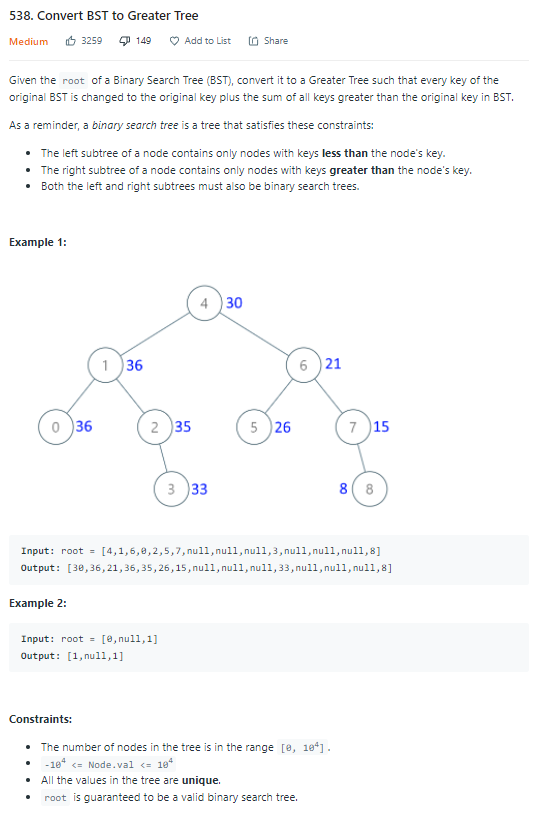 538. Convert BST to Greater Tree
Medium 3259 149 Add to List Share
Given the root of a Binary Search Tree (BST), convert it to a Greater Tree such that every key of the
original BST is changed to the original key plus the sum of all keys greater than the original key in BST.
As a reminder, a binary search tree is a tree that satisfies these constraints:
• The left subtree of a node contains only nodes with keys less than the node's key.
• The right subtree of a node contains only nodes with keys greater than the node's key.
• Both the left and right subtrees must also be binary search trees.
Example 1:
4 30
1 36 6 21
0 36 2 35 5 26 7 15
3 33 8 8
Input: root = [4,1,6,0,2,5,7,null,null,null,3,null,null,null,8]
Output: [30,36,21,36,35,26,15,null,null,null,33,null,null,null,8]
Example 2:
Input: root = [0,null,1]
Output: [1,null,1]
Constraints:
• The number of nodes in the tree is in the range [0, 10⁴].
• -10⁴ <= Node.val <= 10⁴
• All the values in the tree are unique.
• root is guaranteed to be a valid binary search tree.